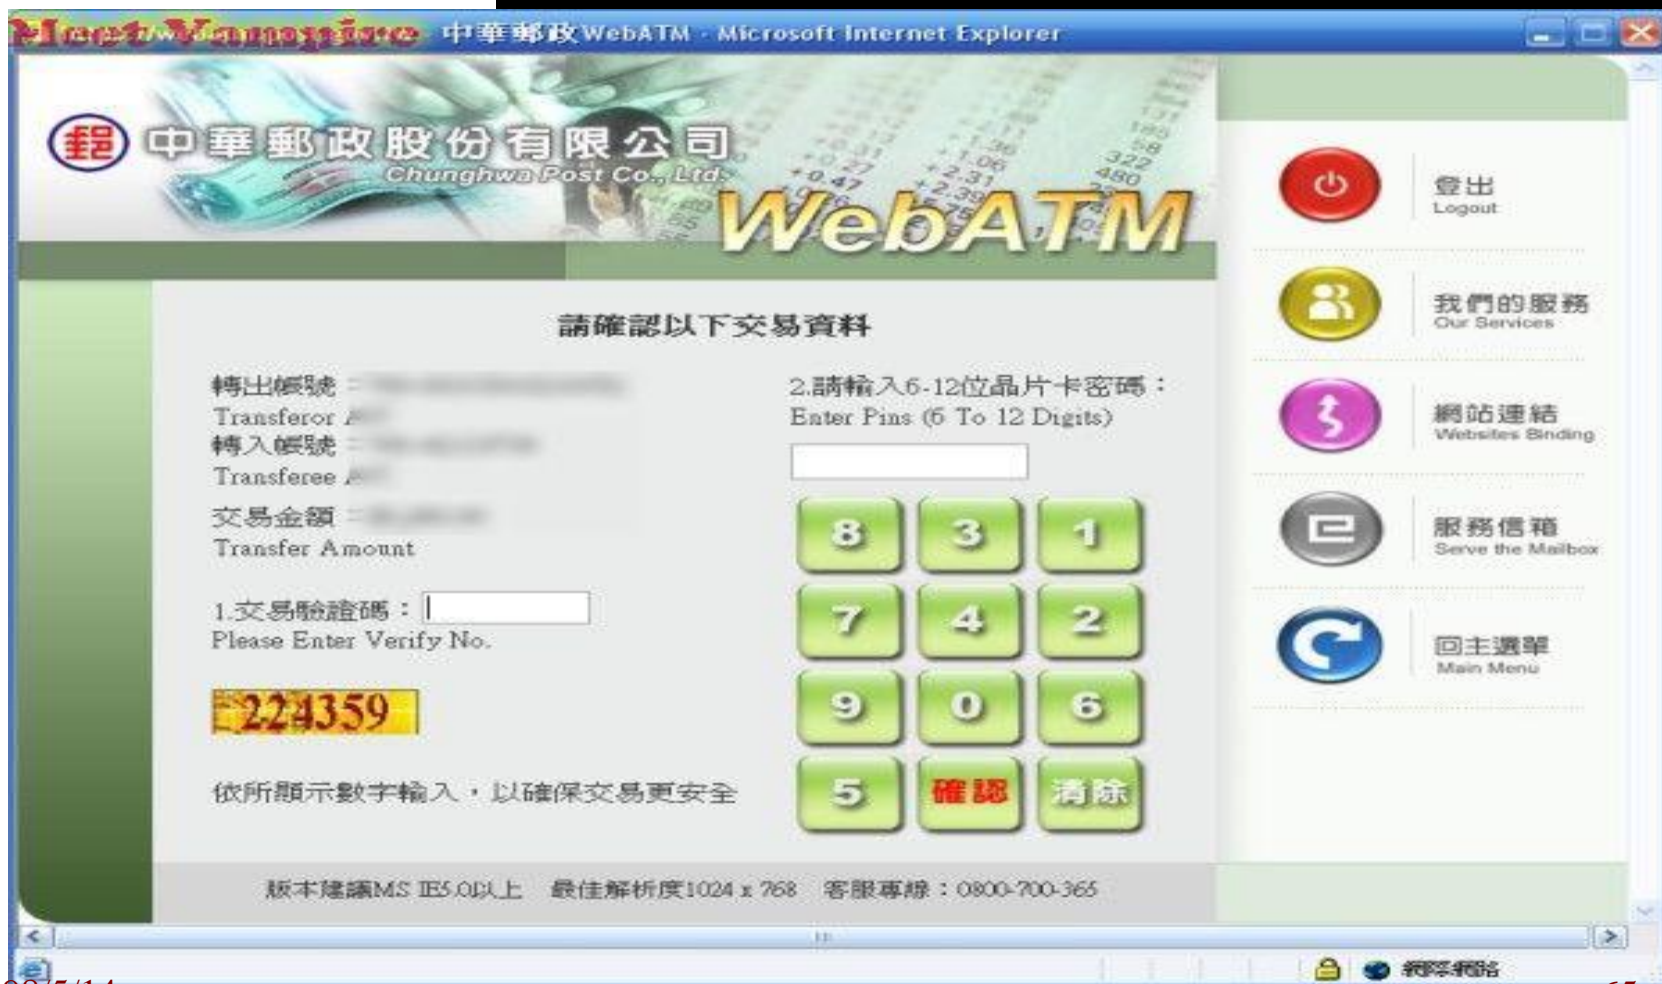 中華郵政WebATM - Microsoft Internet Explorer
郵 中華郵政股份有限公司
Chunghwa Post Co., Ltd.
WebATM
登出
Logout
我們的服務
Our Services
網站連結
Websites Binding
服務信箱
Serve the Mailbox
回主選單
Main Menu
請確認以下交易資料
轉出帳號：
Transferor
轉入帳號：
Transferee
交易金額：
Transfer Amount
1.交易驗證碼：
Please Enter Verify No.
224359
依所顯示數字輸入，以確保交易更安全
2.請輸入6-12位晶片卡密碼：
Enter Pins (6 To 12 Digits)
8 3 1
7 4 2
9 0 6
5 確認 清除
版本建議MS IE5.0以上 最佳解析度1024 x 768 客服專線：0800-700-365
網際網路